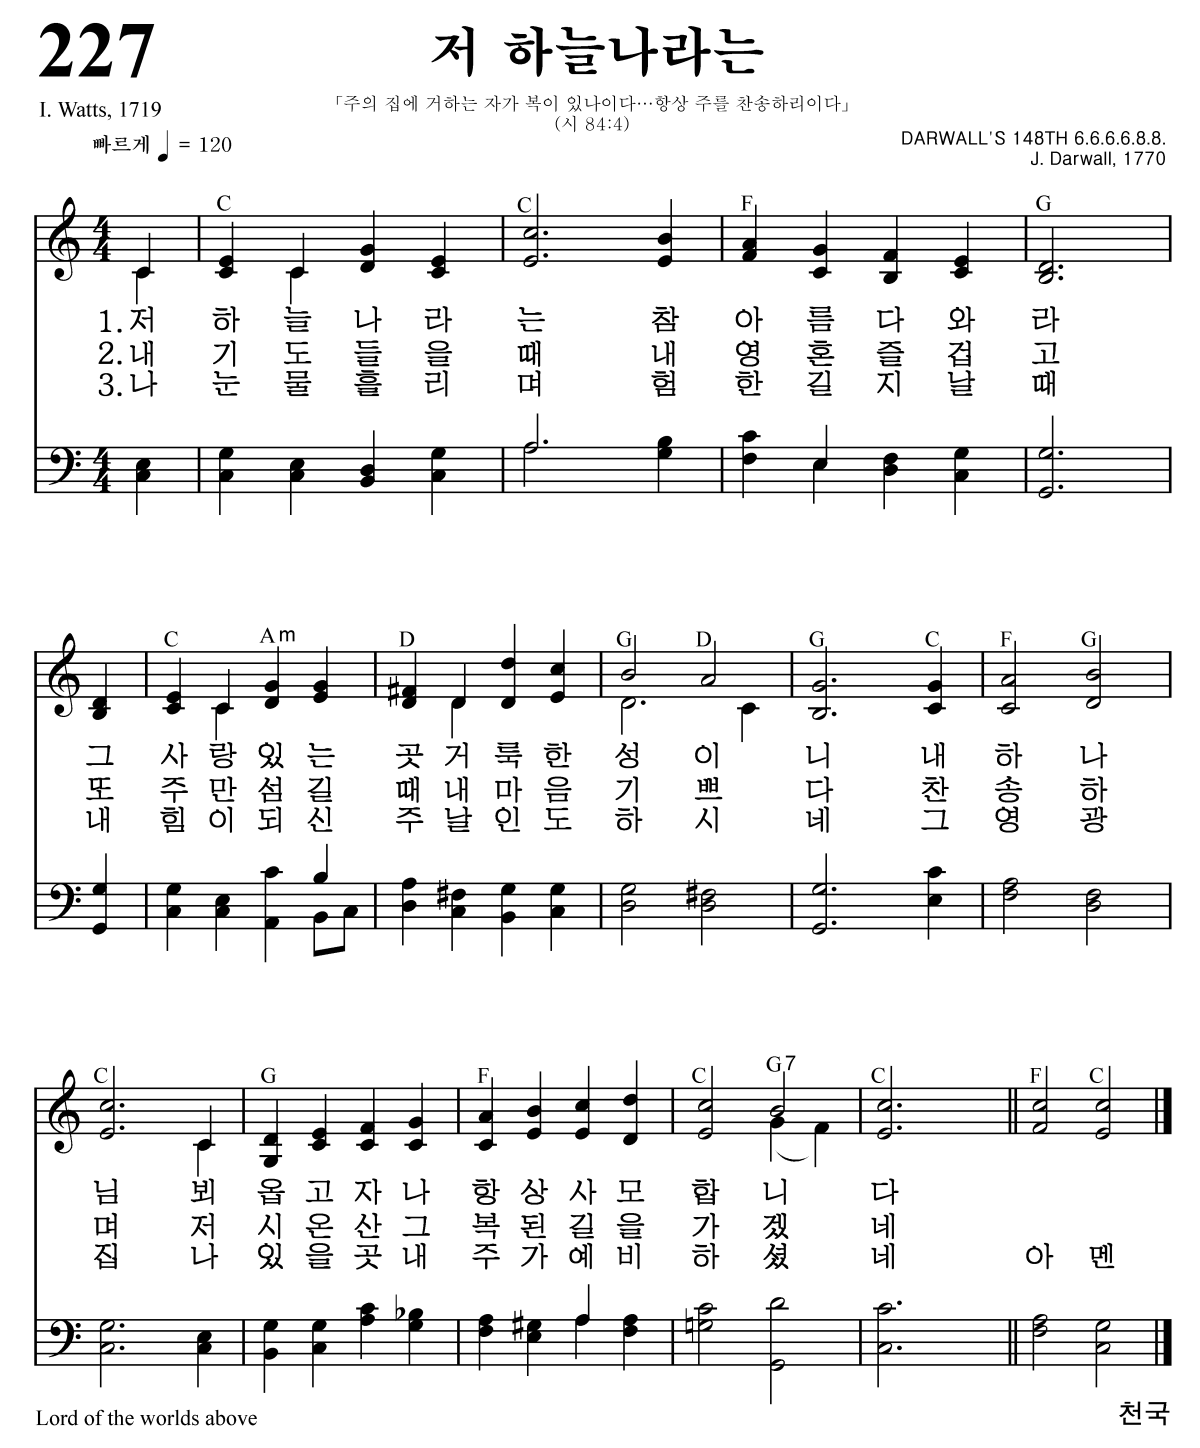 227
저 하늘나라는
I. Watts, 1719
「주의 집에 거하는 자가 복이 있나이다…항상 주를 찬송하리이다」
(시 84:4)
빠르게 ♩ = 120
DARWALL'S 148TH 6.6.6.6.8.8.
J. Darwall, 1770
C C F G
1. 저 하 늘 나 라 는 참 아 름 다 와 라
2. 내 기 도 들 을 때 내 영 혼 즐 겁 고
3. 나 눈 물 흘 리 며 험 한 길 지 날 때
C Am D G D G C F G
그 사 랑 있 는 곳 거 룩 한 성 이 니 내 하 나
또 주 만 섬 길 때 내 마 음 기 쁘 다 찬 송 하
내 힘 이 되 신 주 날 인 도 하 시 네 그 영 광
C G F C G7 C F C
님 뵈 옵 고 자 나 항 상 사 모 합 니 다
며 저 시 온 산 그 복 된 길 을 가 겠 네
집 나 있 을 곳 내 주 가 예 비 하 셨 네 아 멘
Lord of the worlds above
천국